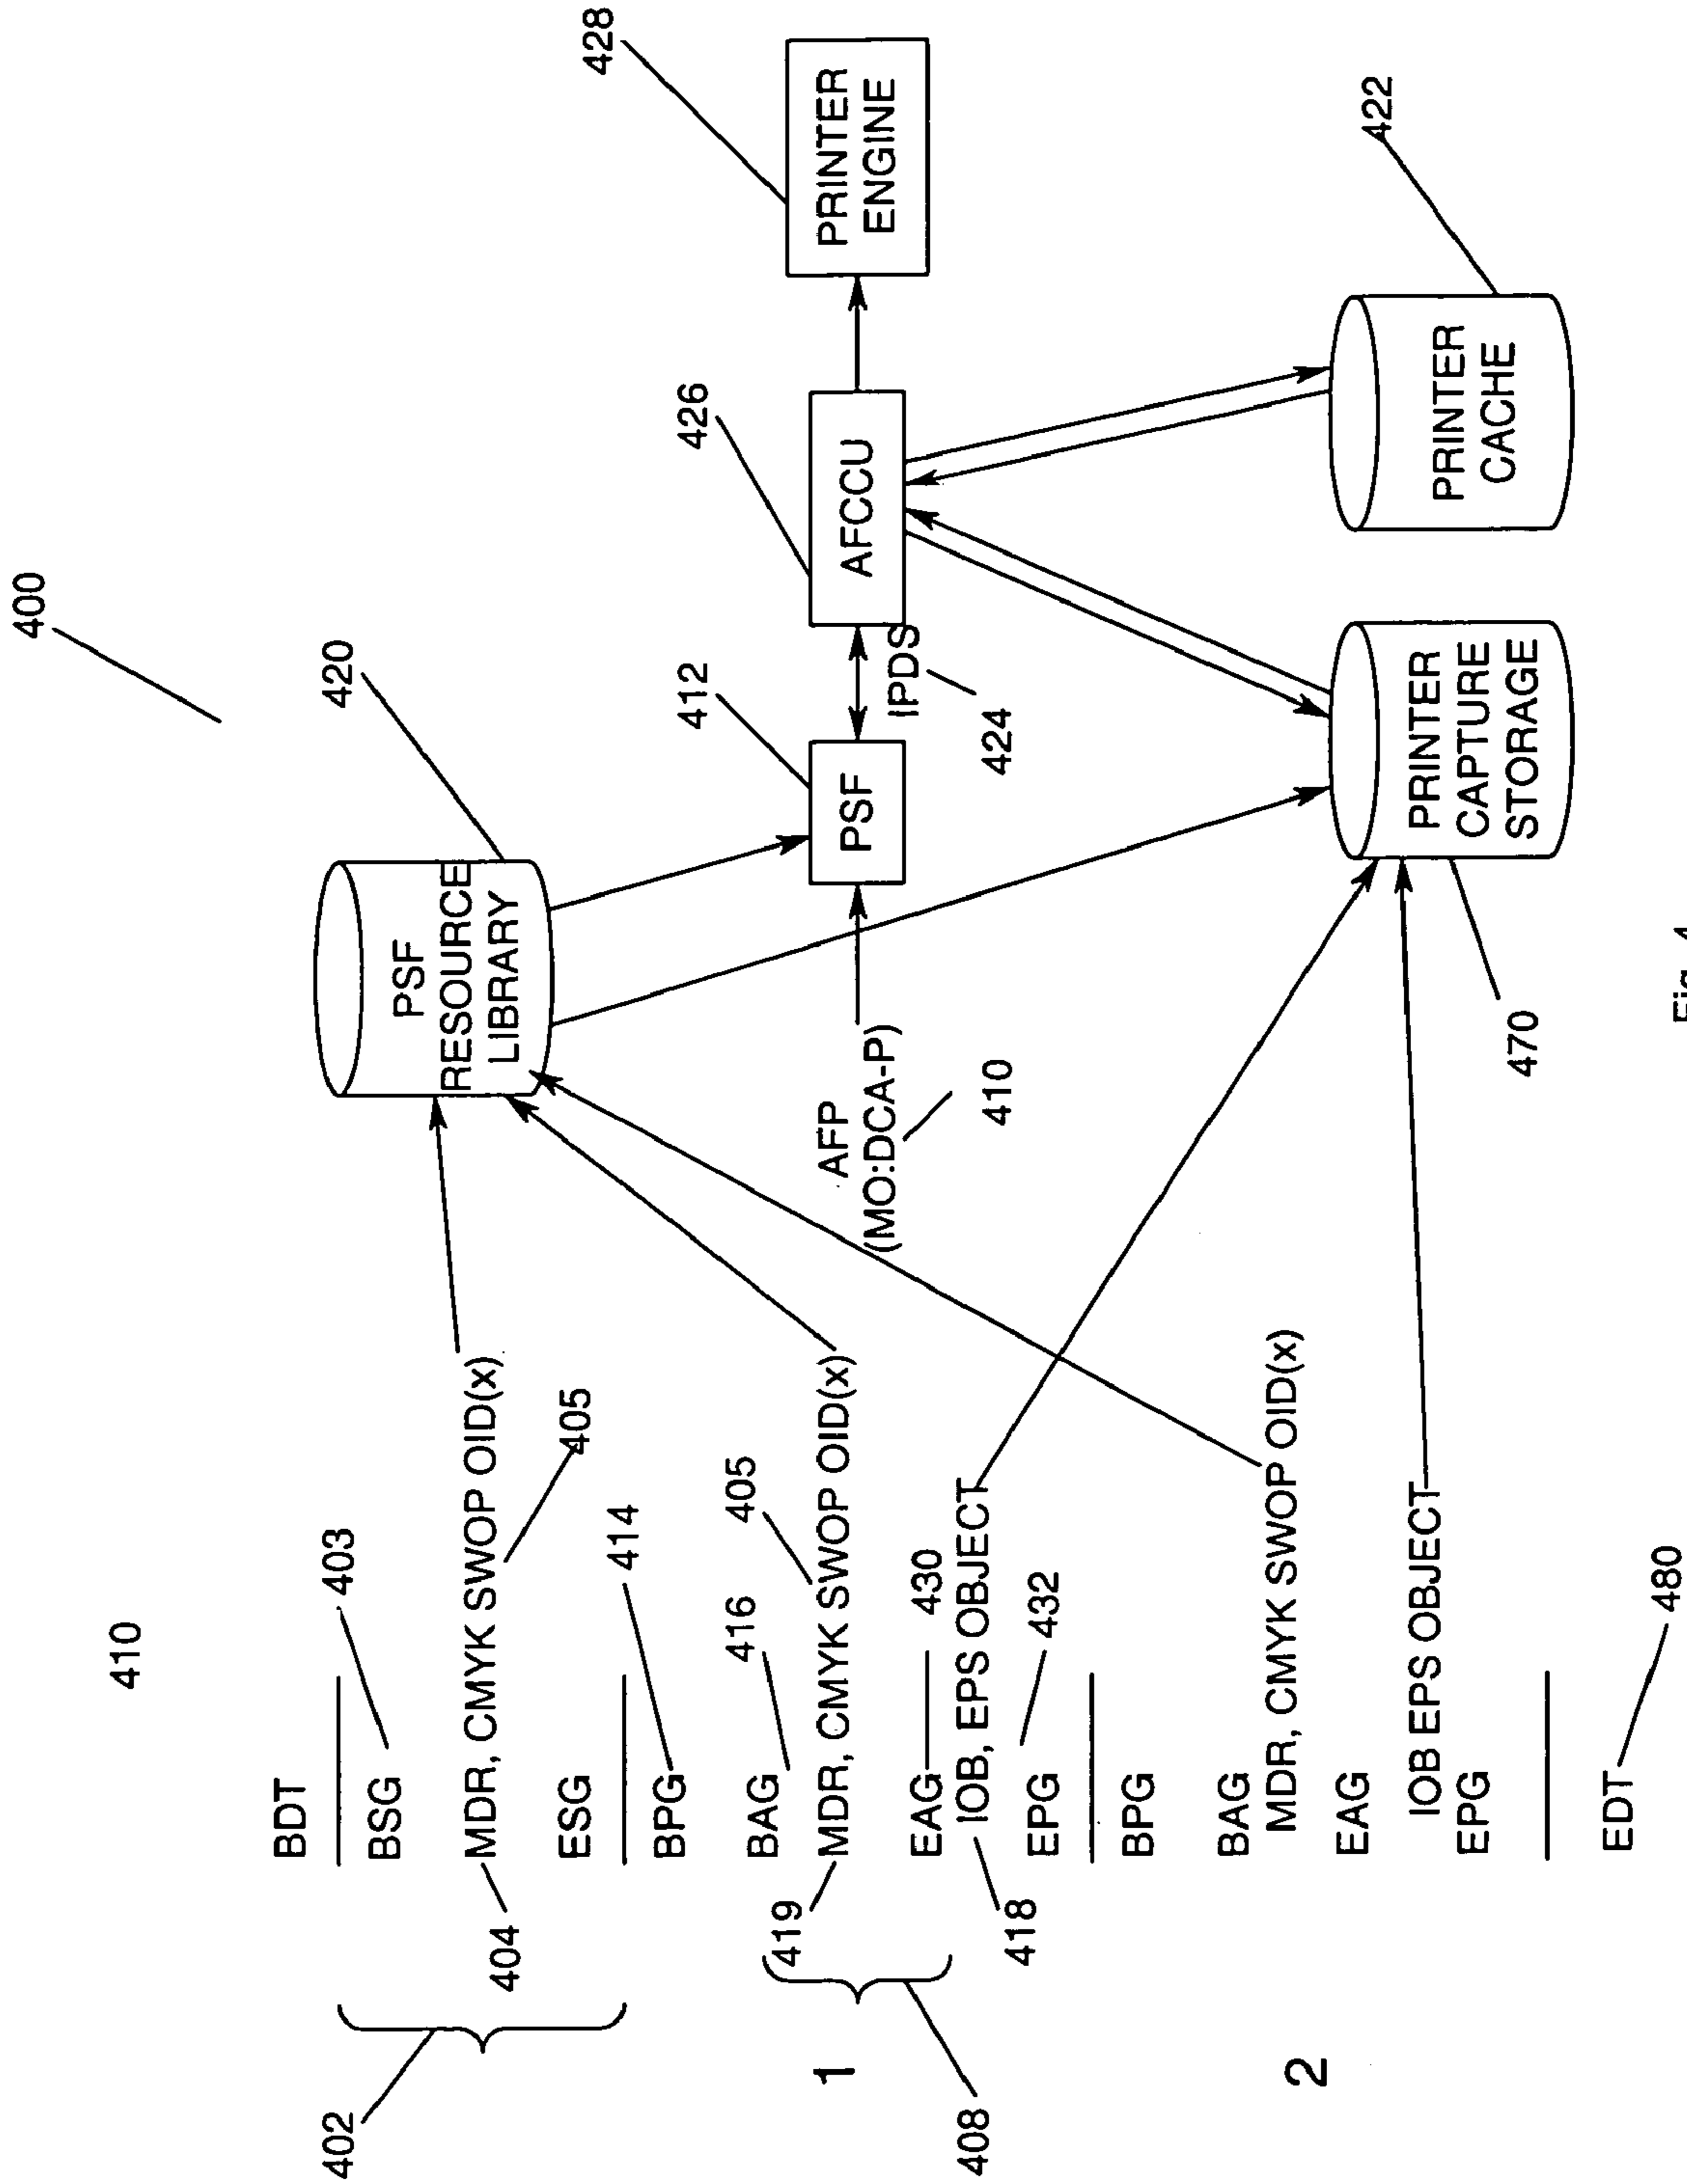 400
410
BDT
BSG
403
MDR, CMYK SWOP OID(x)
404
405
402
ESG
BPG
414
BAG
416
405
MDR, CMYK SWOP OID(x)
419
1
408
EAG
430
IOB, EPS OBJECT
418
EPG
432
BPG
BAG
MDR, CMYK SWOP OID(x)
2
EAG
IOB EPS OBJECT
EPG
EDT
480
PSF
RESOURCE
LIBRARY
420
AFP
(MO:DCA-P)
410
PSF
412
IPDS
424
AFCCU
426
PRINTER
ENGINE
428
PRINTER
CAPTURE
STORAGE
470
PRINTER
CACHE
422